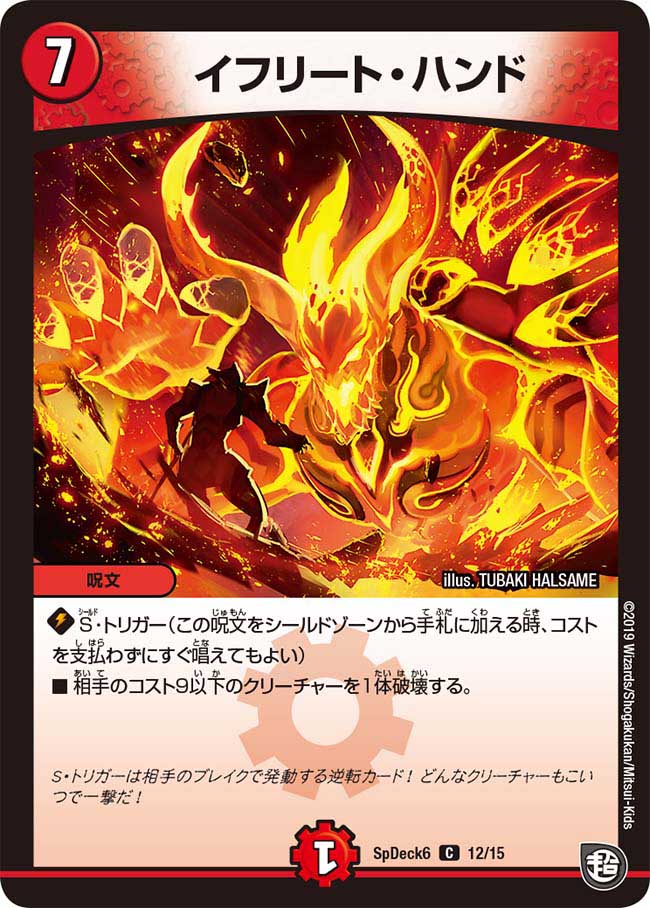 7
イフリート・ハンド
呪文
illus. TUBAKI HALSAME
S・トリガー(この呪文をシールドゾーンから手札に加える時、コスト
を支払わずにすぐ唱えてもよい)
■ 相手のコスト9以下のクリーチャーを1体破壊する。
S・トリガーは相手のブレイクで発動する逆転カード！どんなクリーチャーもこい
つで一撃だ！
1
SpDeck6 C 12/15
超
©2019 Wizards/Shogakukan/Mitsui-Kids